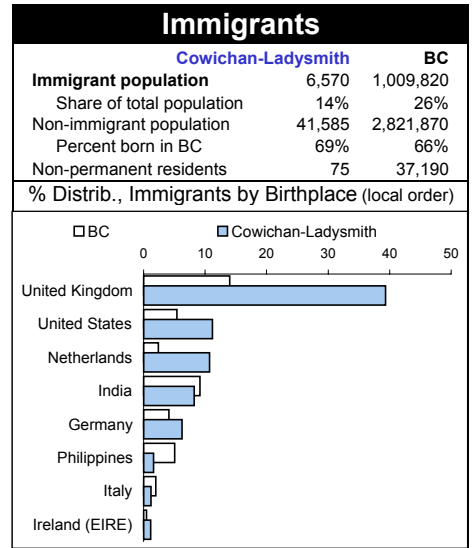 Immigrants
Cowichan-Ladysmith BC
Immigrant population 6,570 1,009,820
Share of total population 14% 26%
Non-immigrant population 41,585 2,821,870
Percent born in BC 69% 66%
Non-permanent residents 75 37,190
% Distrib., Immigrants by Birthplace (local order)
BC Cowichan-Ladysmith
0 10 20 30 40 50
United Kingdom
United States
Netherlands
India
Germany
Philippines
Italy
Ireland (EIRE)